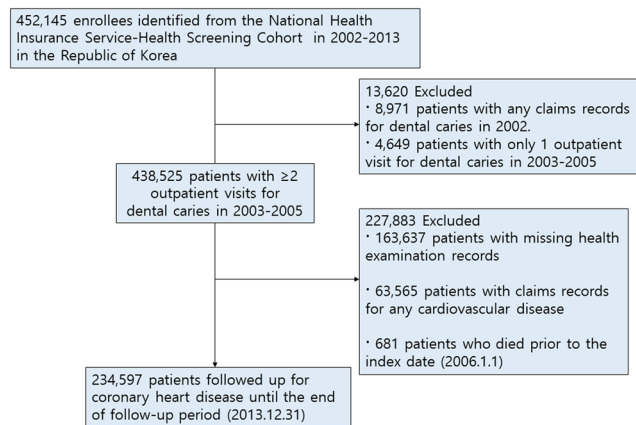 452,145 enrollees identified from the National Health
Insurance Service-Health Screening Cohort in 2002-2013
in the Republic of Korea
13,620 Excluded
· 8,971 patients with any claims records
for dental caries in 2002.
· 4,649 patients with only 1 outpatient
visit for dental caries in 2003-2005
438,525 patients with ≥2
outpatient visits for
dental caries in 2003-2005
227,883 Excluded
· 163,637 patients with missing health
examination records
· 63,565 patients with claims records
for any cardiovascular disease
· 681 patients who died prior to the
index date (2006.1.1)
234,597 patients followed up for
coronary heart disease until the end
of follow-up period (2013.12.31)